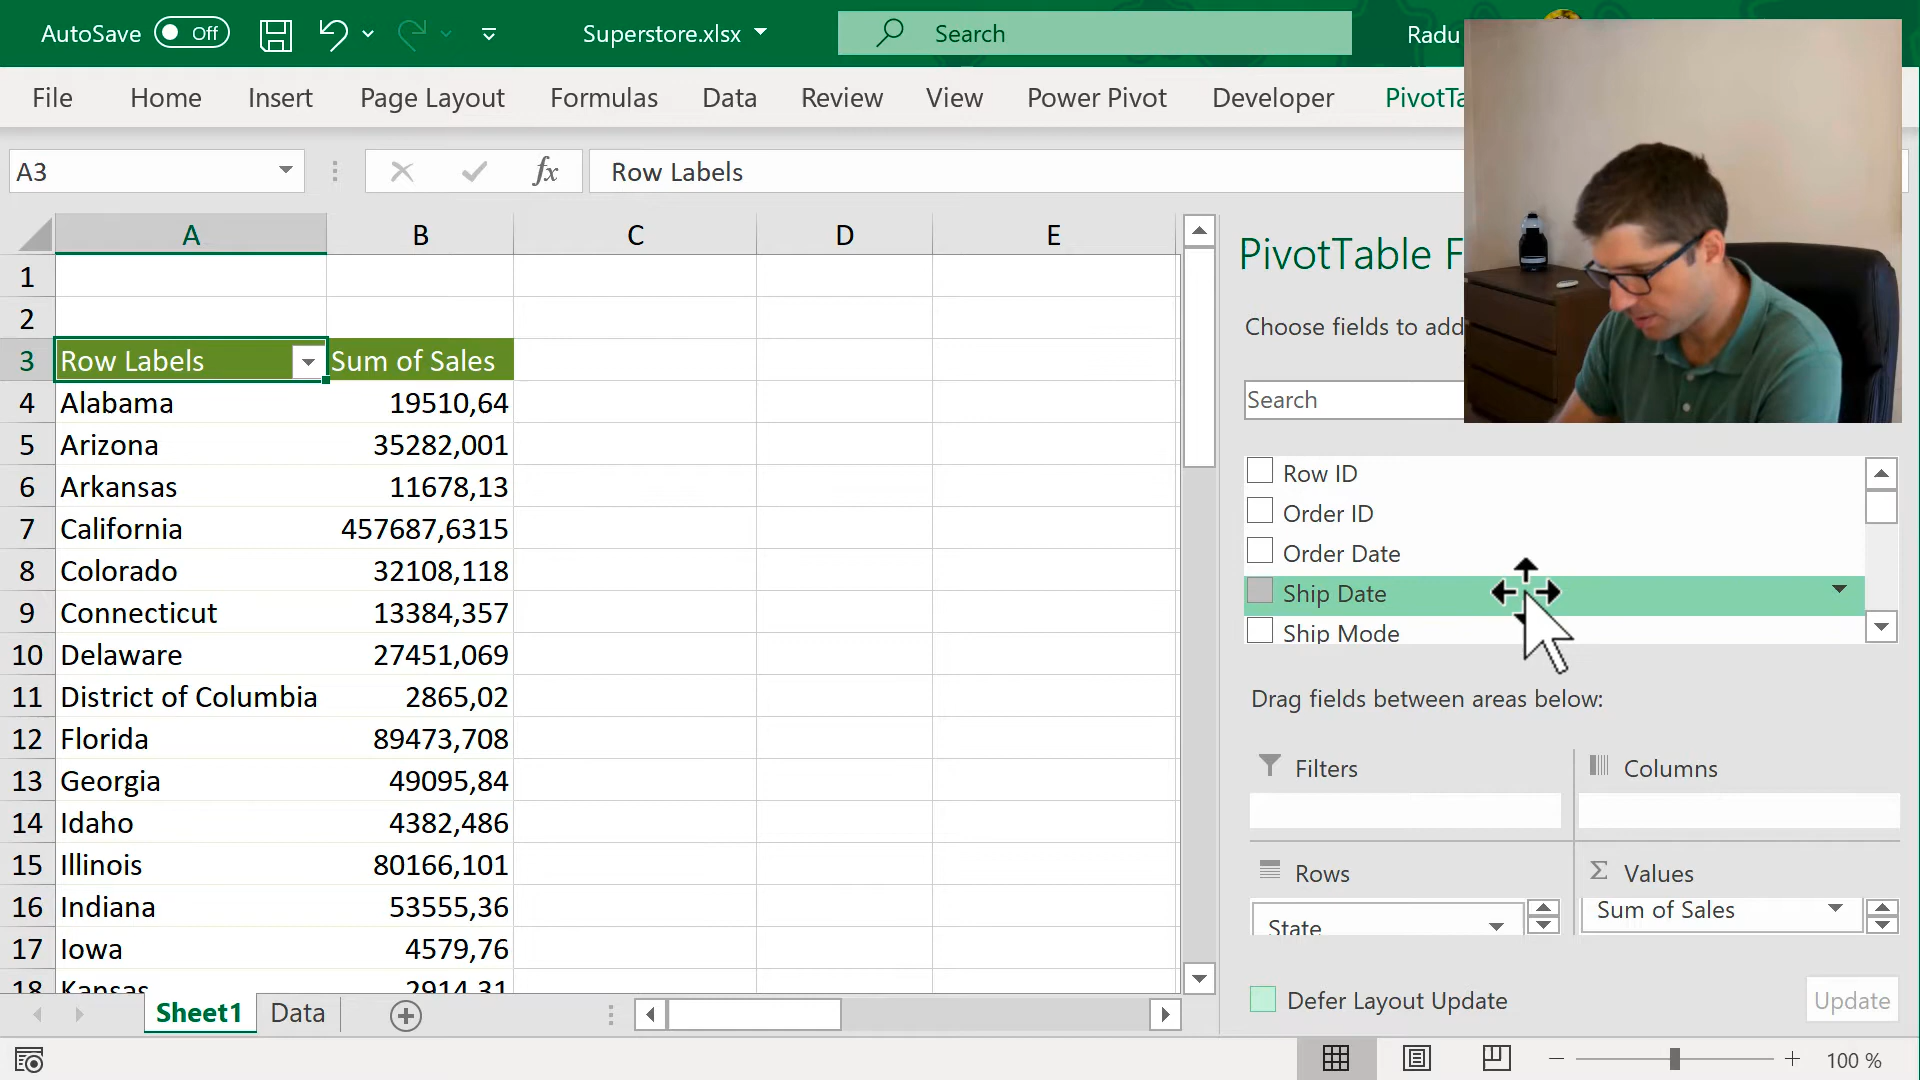 AutoSave Off Superstore.xlsx Search Radu
File Home Insert Page Layout Formulas Data Review View Power Pivot Developer PivotTa
A3 fx Row Labels
A B C D E
1
2
3 Row Labels Sum of Sales
4 Alabama 19510,64
5 Arizona 35282,001
6 Arkansas 11678,13
7 California 457687,6315
8 Colorado 32108,118
9 Connecticut 13384,357
10 Delaware 27451,069
11 District of Columbia 2865,02
12 Florida 89473,708
13 Georgia 49095,84
14 Idaho 4382,486
15 Illinois 80166,101
16 Indiana 53555,36
17 Iowa 4579,76
18 Kansas 2914,31
Sheet1 Data
PivotTable F
Choose fields to add
Search
Row ID
Order ID
Order Date
Ship Date
Ship Mode
Drag fields between areas below:
Filters
Columns
Rows
Σ Values
State
Sum of Sales
Defer Layout Update Update
100 %